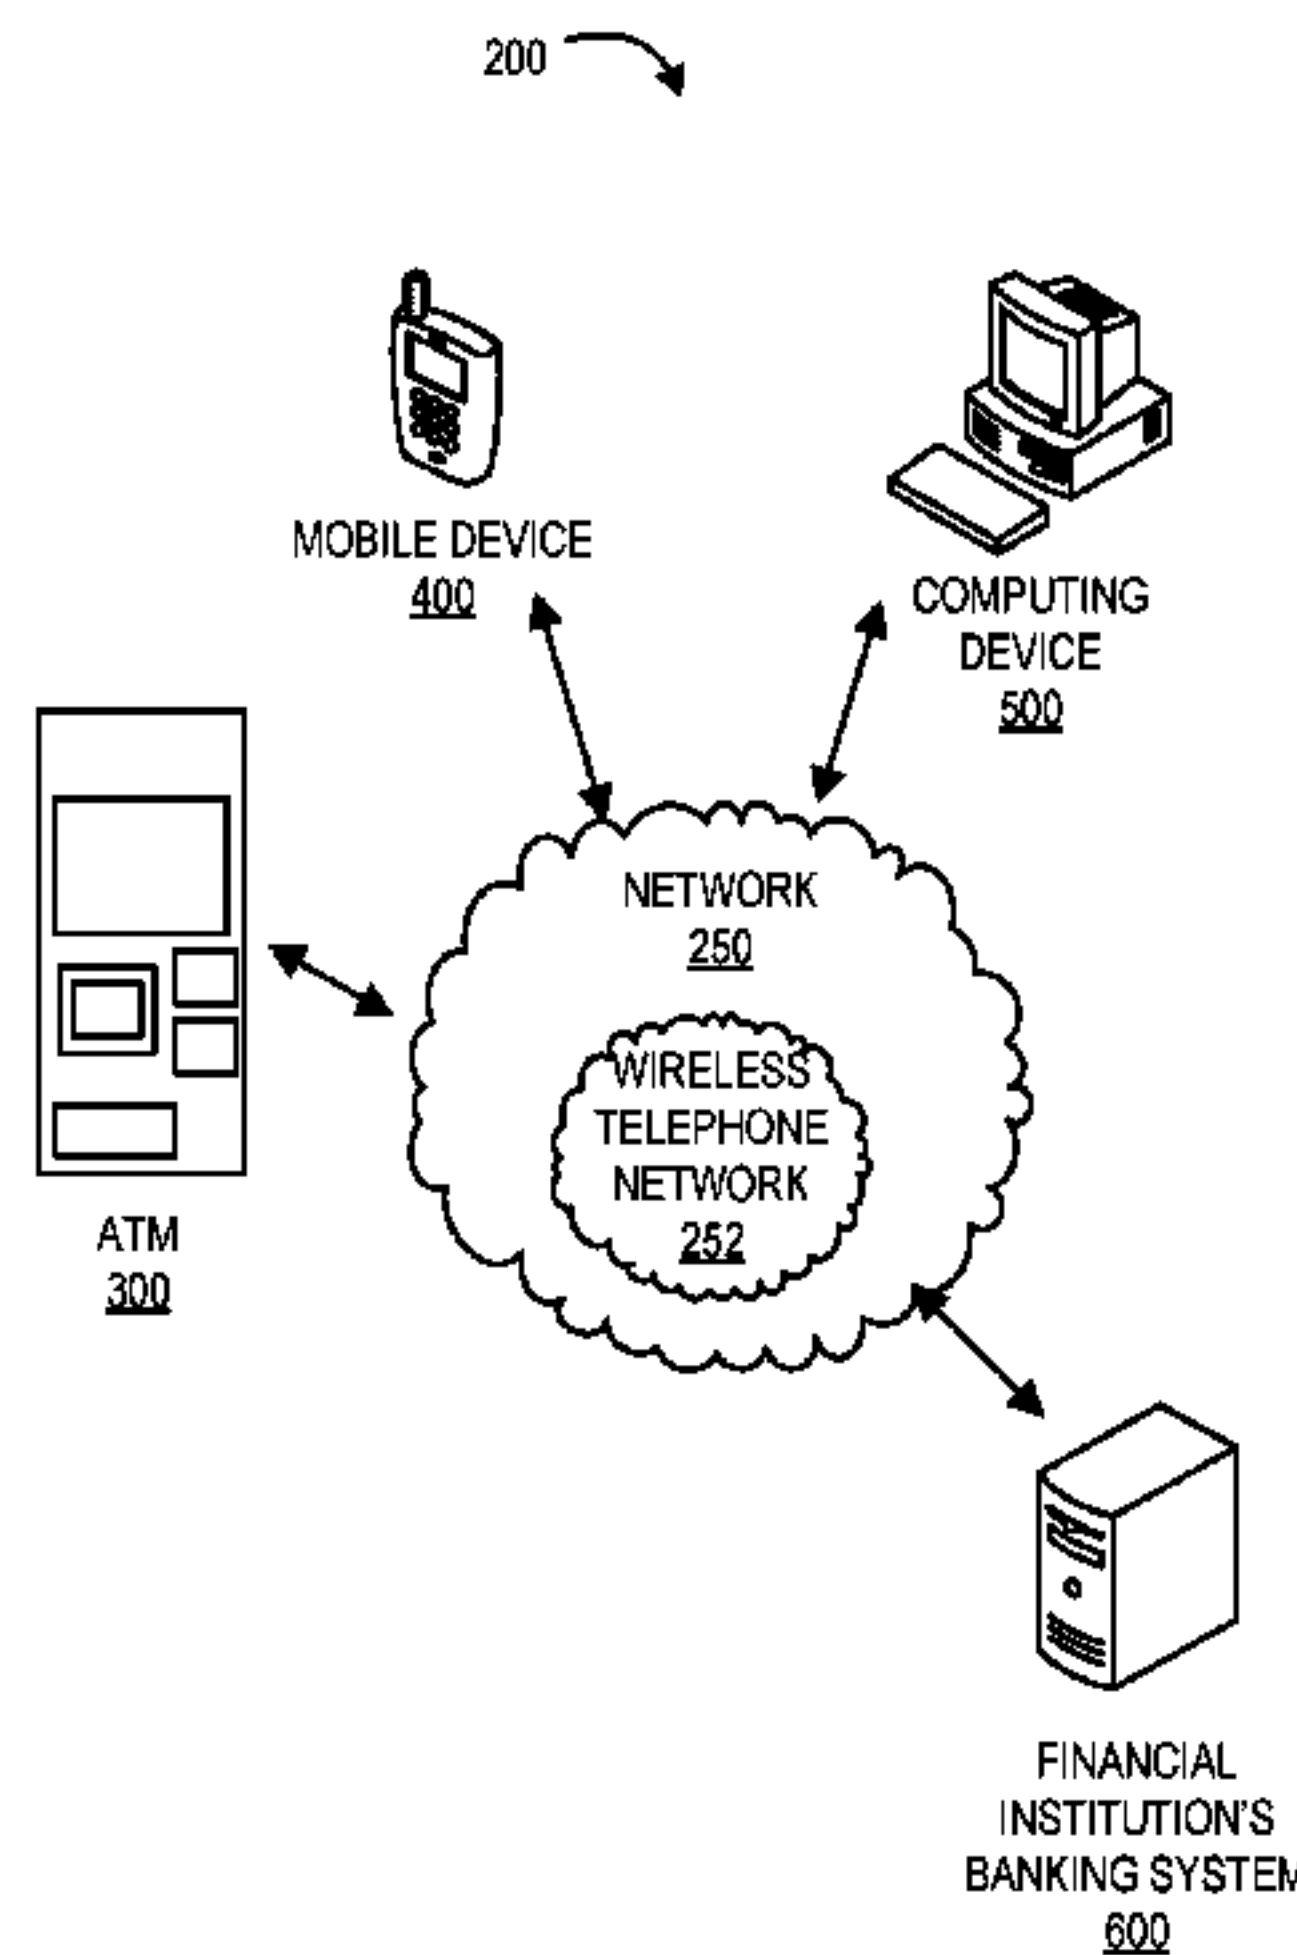 200
MOBILE DEVICE
400
COMPUTING
DEVICE
500
NETWORK
250
WIRELESS
TELEPHONE
NETWORK
252
ATM
300
FINANCIAL
INSTITUTION'S
BANKING SYSTEM
600